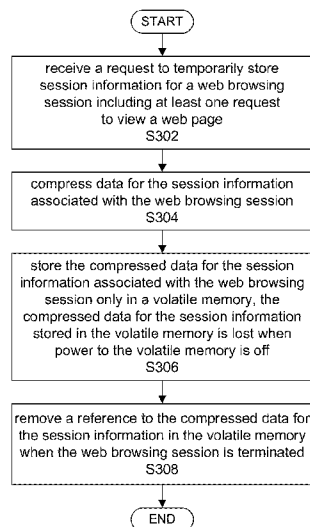 START
receive a request to temporarily store
session information for a web browsing
session including at least one request
to view a web page
S302
compress data for the session information
associated with the web browsing session
S304
store the compressed data for the session
information associated with the web browsing
session only in a volatile memory, the
compressed data for the session information
stored in the volatile memory is lost when
power to the volatile memory is off
S306
remove a reference to the compressed data for
the session information in the volatile memory
when the web browsing session is terminated
S308
END